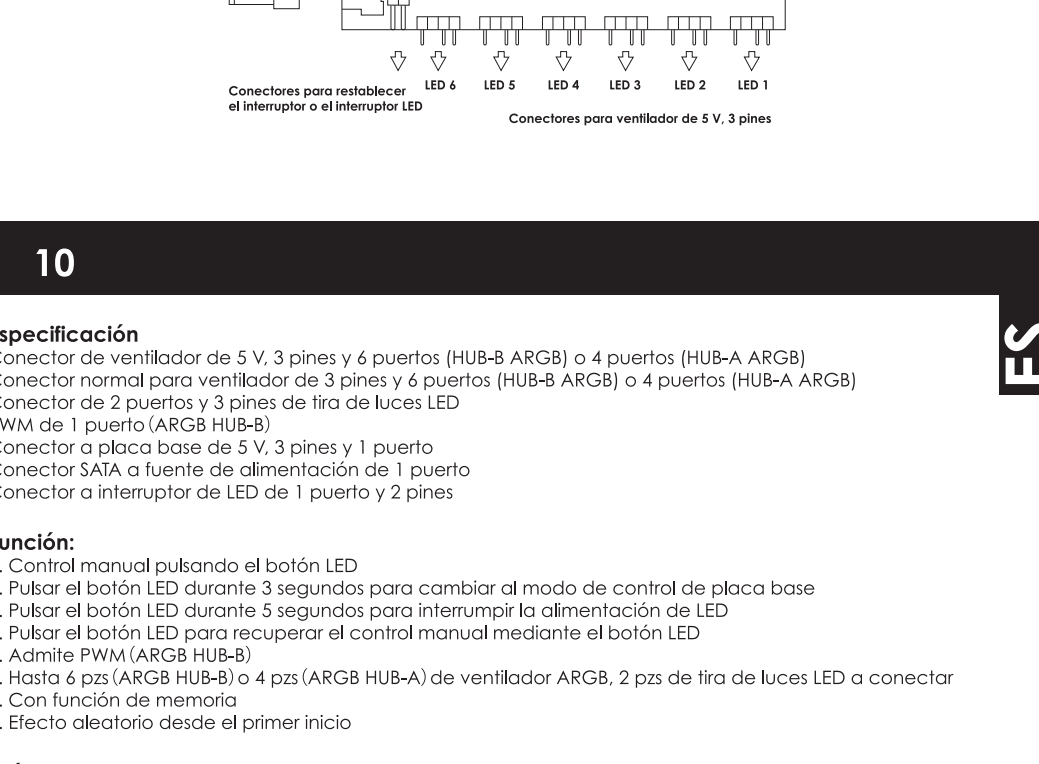 LED 6 LED 5 LED 4 LED 3 LED 2 LED 1
Conectores para restablecer
el interruptor o el interruptor LED
Conectores para ventilador de 5 V, 3 pines
10
ES
specificación
Conector de ventilador de 5 V, 3 pines y 6 puertos (HUB-B ARGB) o 4 puertos (HUB-A ARGB)
Conector normal para ventilador de 3 pines y 6 puertos (HUB-B ARGB) o 4 puertos (HUB-A ARGB)
Conector de 2 puertos y 3 pines de tira de luces LED
WM de 1 puerto (ARGB HUB-B)
Conector a placa base de 5 V, 3 pines y 1 puerto
Conector SATA a fuente de alimentación de 1 puerto
Conector a interruptor de LED de 1 puerto y 2 pines
unción:
. Control manual pulsando el botón LED
. Pulsar el botón LED durante 3 segundos para cambiar al modo de control de placa base
. Pulsar el botón LED durante 5 segundos para interrumpir la alimentación de LED
. Pulsar el botón LED para recuperar el control manual mediante el botón LED
. Admite PWM (ARGB HUB-B)
. Hasta 6 pzs (ARGB HUB-B) o 4 pzs (ARGB HUB-A) de ventilador ARGB, 2 pzs de tira de luces LED a conectar
. Con función de memoria
. Efecto aleatorio desde el primer inicio